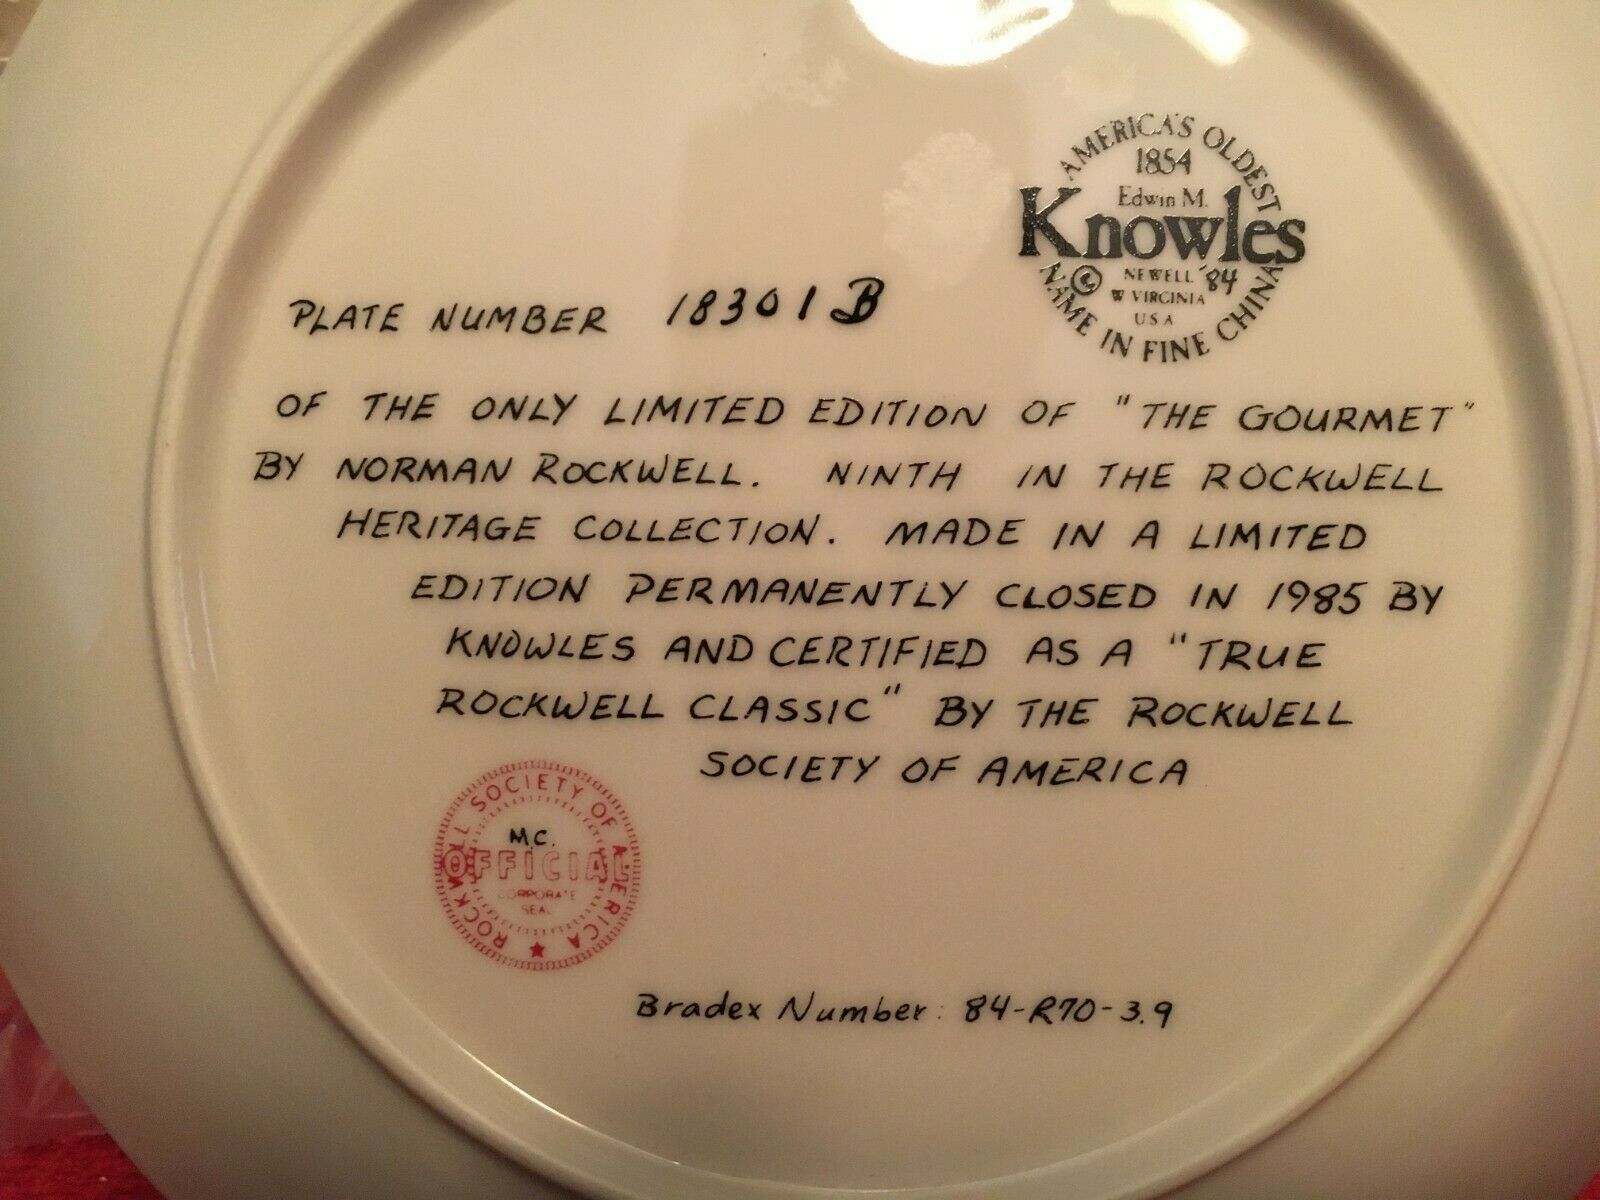 AMERICA'S OLDEST
1854
Edwin M.
Knowles
© NEWELL '84
W VIRGINIA
USA
NAME IN FINE CHINA
PLATE NUMBER 18301B
OF THE ONLY LIMITED EDITION OF "THE GOURMET"
BY NORMAN ROCKWELL. NINTH IN THE ROCKWELL
HERITAGE COLLECTION. MADE IN A LIMITED
EDITION PERMANENTLY CLOSED IN 1985 BY
KNOWLES AND CERTIFIED AS A "TRUE
ROCKWELL CLASSIC" BY THE ROCKWELL
SOCIETY OF AMERICA
ROCKWELL SOCIETY OF AMERICA
M.C.
OFFICIAL
CORPORATE
SEAL
Bradex Number: 84-R70-3.9